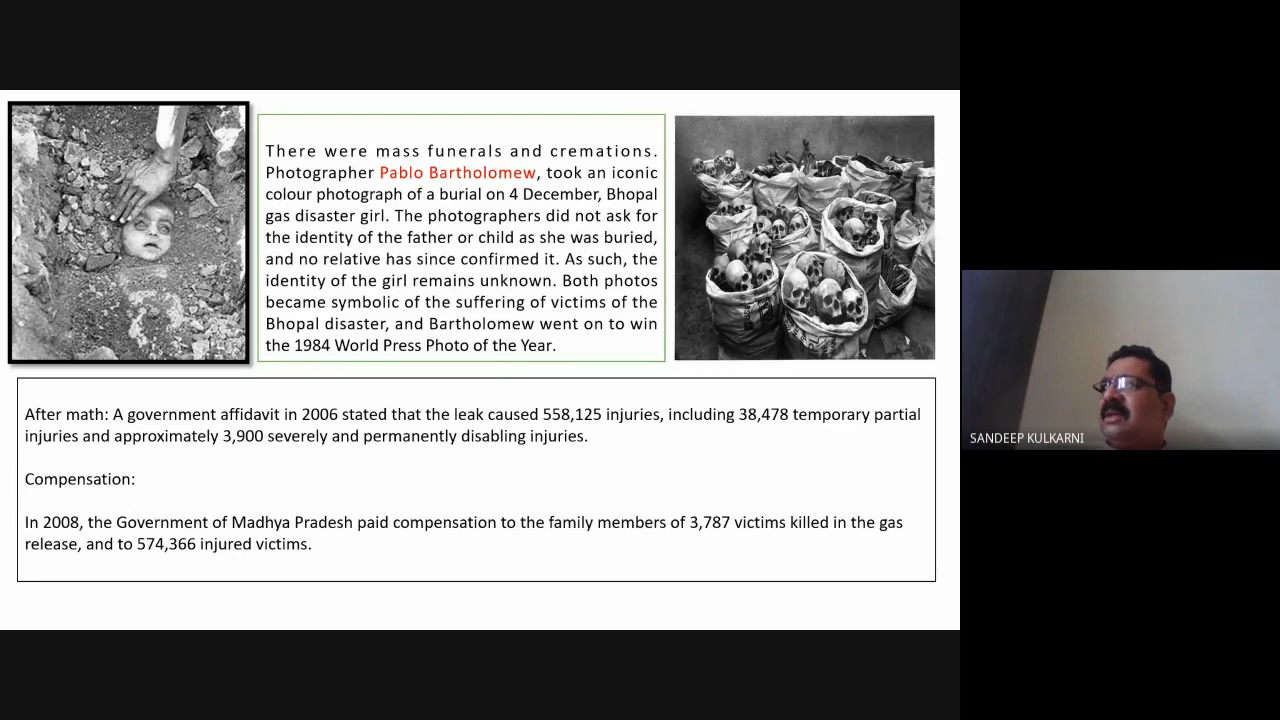 There were mass funerals and cremations.
Photographer Pablo Bartholomew, took an iconic
colour photograph of a burial on 4 December, Bhopal
gas disaster girl. The photographers did not ask for
the identity of the father or child as she was buried,
and no relative has since confirmed it. As such, the
identity of the girl remains unknown. Both photos
became symbolic of the suffering of victims of the
Bhopal disaster, and Bartholomew went on to win
the 1984 World Press Photo of the Year.
After math: A government affidavit in 2006 stated that the leak caused 558,125 injuries, including 38,478 temporary partial
injuries and approximately 3,900 severely and permanently disabling injuries.
Compensation:
In 2008, the Government of Madhya Pradesh paid compensation to the family members of 3,787 victims killed in the gas
release, and to 574,366 injured victims.
SANDEEP KULKARNI